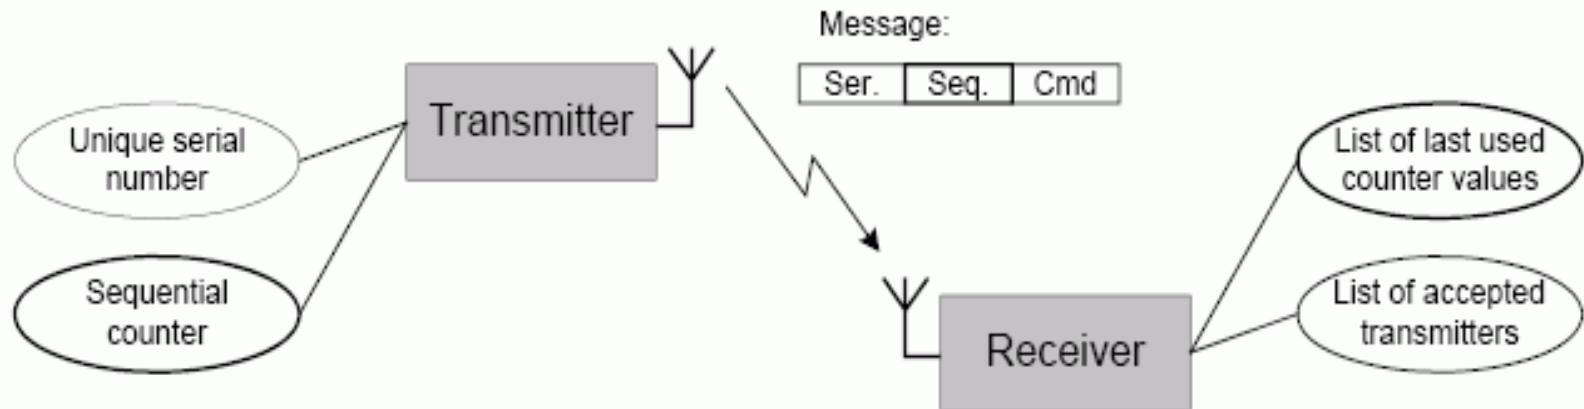 Message:
Ser. Seq. Cmd
Transmitter
Unique serial
number
Sequential
counter
List of last used
counter values
List of accepted
transmitters
Receiver